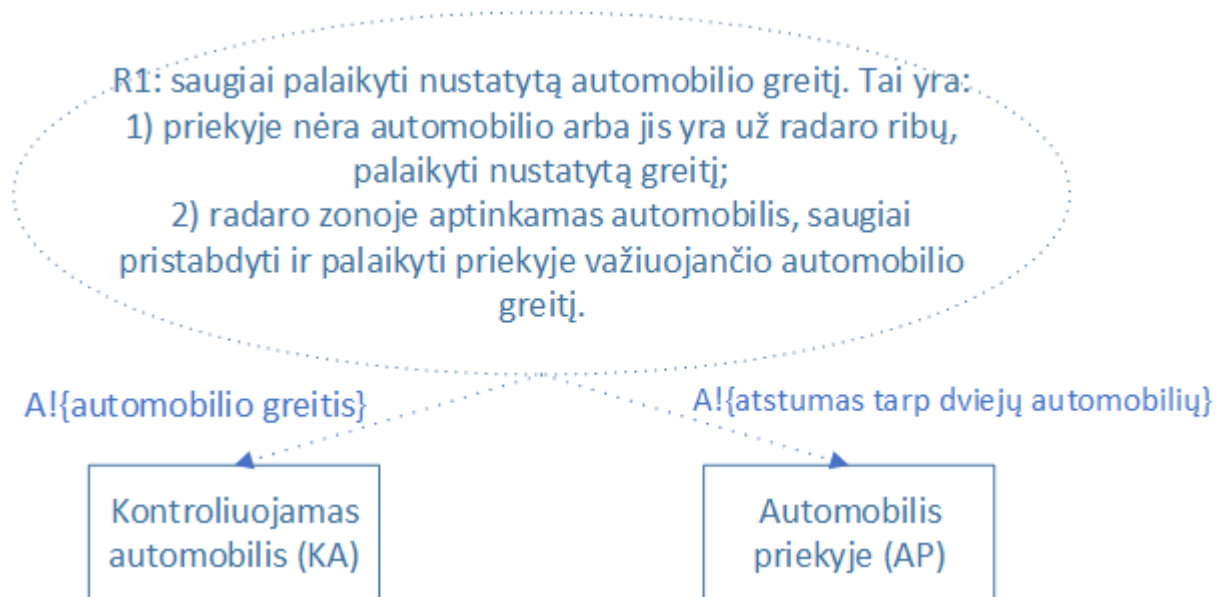 R1: saugiai palaikyti nustatytą automobilio greitį. Tai yra:
1) priekyje nėra automobilio arba jis yra už radaro ribų,
palaikyti nustatytą greitį;
2) radaro zonoje aptinkamas automobilis, saugiai
pristabdyti ir palaikyti priekyje važiuojančio automobilio
greitį.
A!{automobilio greitis}
A!{atstumas tarp dviejų automobilių}
Kontroliuojamas
automobilis (KA)
Automobilis
priekyje (AP)